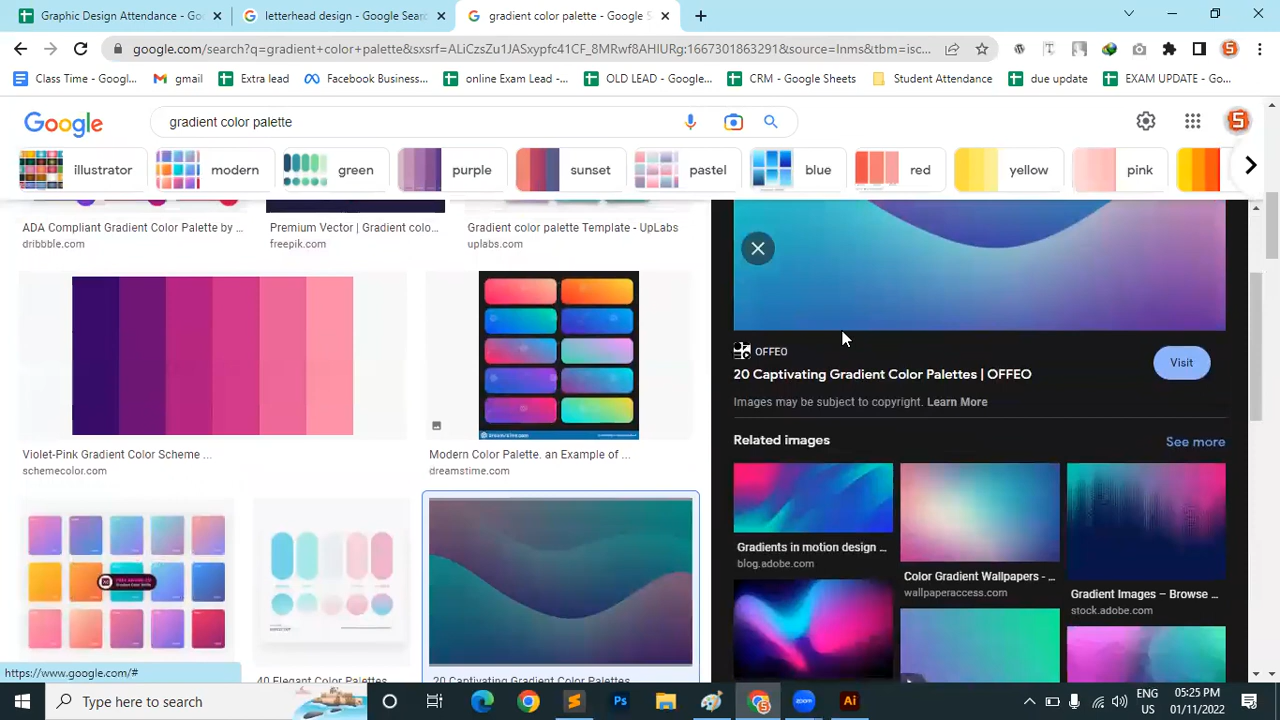 Graphic Design Attendance - Go
letterhead design - Google Sear
gradient color palette - Google S
google.com/search?q=gradient+color+palette&sxsrf=ALiCzsZu1JASXypfc41CF_8MRwf8AHIURg:1667301863291&source=lnms&tbm=isc...
Class Time - Googl...
gmail
Extra lead
Facebook Business...
online Exam Lead -...
OLD LEAD - Google...
CRM - Google Sheets
Student Attendance
due update
EXAM UPDATE - Go...
Google
gradient color palette
illustrator
modern
green
purple
sunset
pastel
blue
red
yellow
pink
ADA Compliant Gradient Color Palette by ...
dribbble.com
Premium Vector | Gradient colo...
freepik.com
Gradient color palette Template - UpLabs
uplabs.com
Violet-Pink Gradient Color Scheme ...
schemecolor.com
Modern Color Palette. an Example of ...
dreamstime.com
40 Elegant Color Palettes
20 Captivating Gradient Color Palettes
OFFEO
20 Captivating Gradient Color Palettes | OFFEO
Visit
Images may be subject to copyright. Learn More
Related images
See more
Gradients in motion design ...
blog.adobe.com
Color Gradient Wallpapers - ...
wallpaperaccess.com
Gradient Images – Browse ...
stock.adobe.com
https://www.google.com/#
Type here to search
Ps
zoom
Ai
ENG
US
05:25 PM
01/11/2022